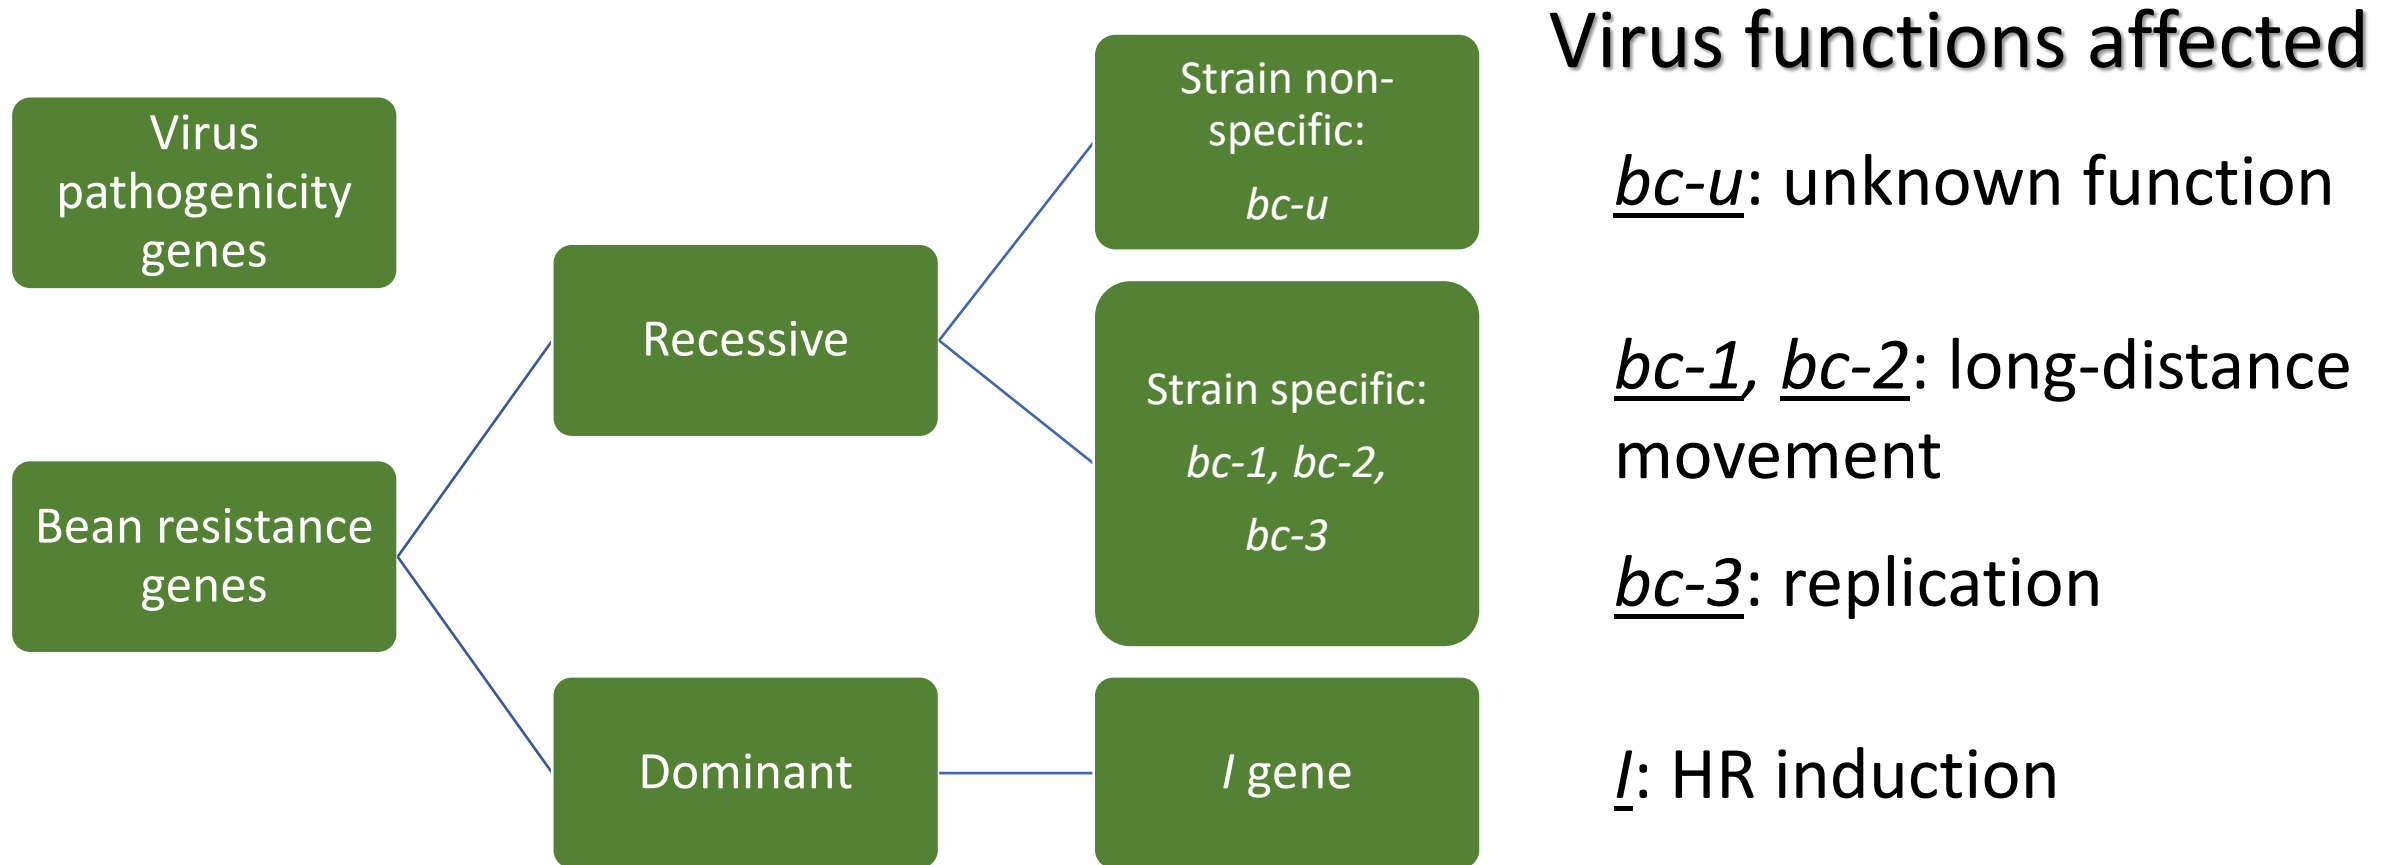 Virus
pathogenicity
genes
Bean resistance
genes
Recessive
Dominant
Strain non-
specific:
bc-u
Strain specific:
bc-1, bc-2,
bc-3
I gene
Virus functions affected
bc-u: unknown function
bc-1, bc-2: long-distance
movement
bc-3: replication
I: HR induction